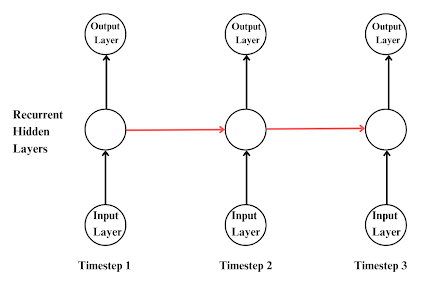 Output
Layer
Output
Layer
Output
Layer
Recurrent
Hidden
Layers
Input
Layer
Input
Layer
Input
Layer
Timestep 1
Timestep 2
Timestep 3